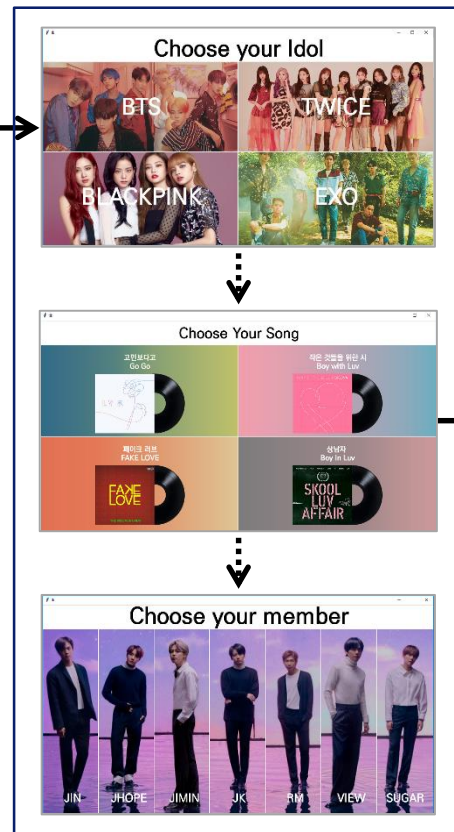 Choose your Idol
BTS
TWICE
BLACKPINK
EXO
Choose Your Song
고민보다고
Go Go
작은 것들을 위한 시
Boy with Luv
페이크 러브
FAKE LOVE
FAKE
LOVE
상남자
Boy in Luv
SKOOL
LUV
AFFAIR
Choose your member
JIN
JHOPE
JIMIN
JK
RM
VIEW
SUGAR